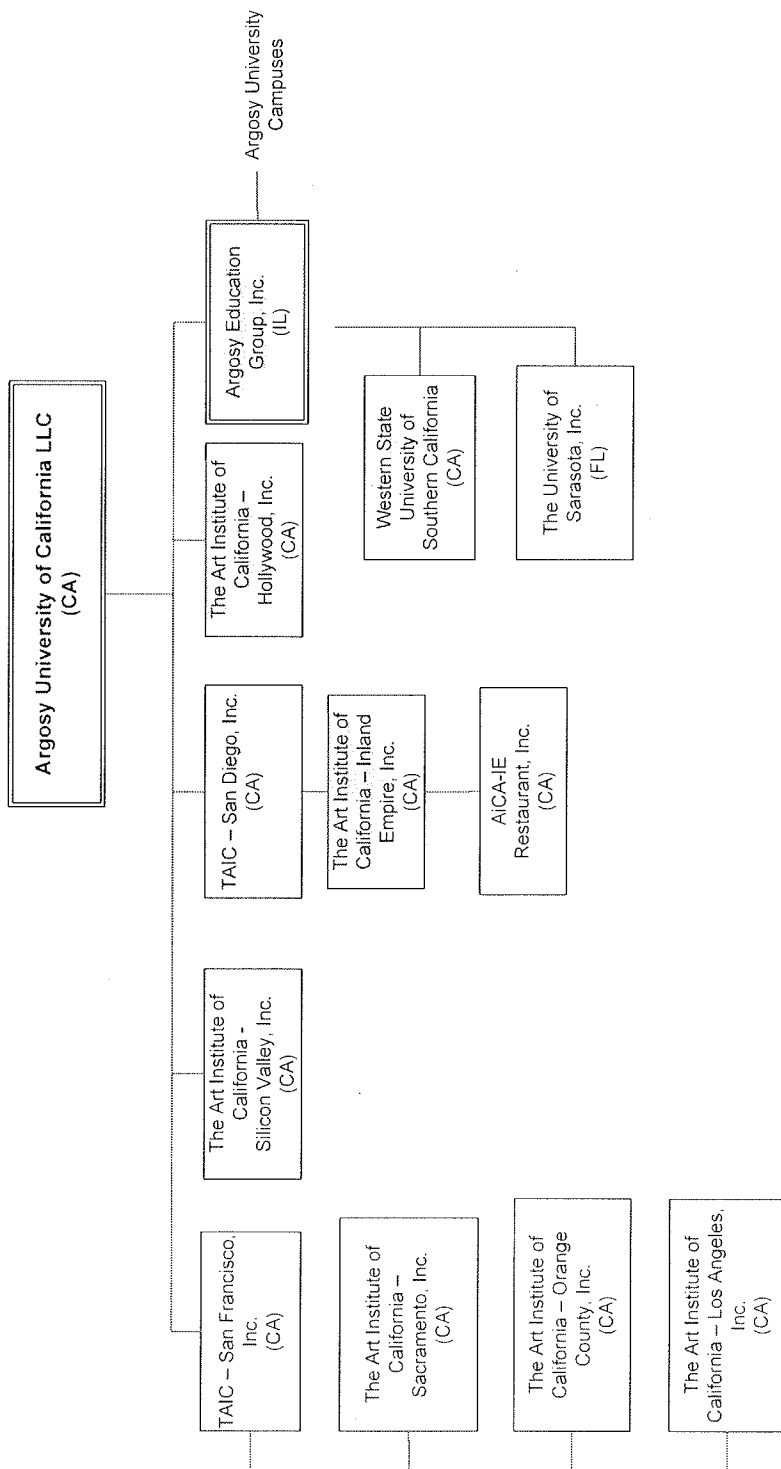 Argosy University of California LLC
(CA)
TAIC – San Francisco,
Inc.
(CA)
The Art Institute of
California –
Sacramento, Inc.
(CA)
The Art Institute of
California – Orange
County, Inc.
(CA)
The Art Institute of
California – Los Angeles,
Inc.
(CA)
The Art Institute of
California -
Silicon Valley, Inc.
(CA)
TAIC – San Diego, Inc.
(CA)
The Art Institute of
California – Inland
Empire, Inc.
(CA)
AiCA-IE
Restaurant, Inc.
(CA)
The Art Institute of
California –
Hollywood, Inc.
(CA)
Argosy Education
Group, Inc.
(IL)
Argosy University
Campuses
Western State
University of
Southern California
(CA)
The University of
Sarasota, Inc.
(FL)